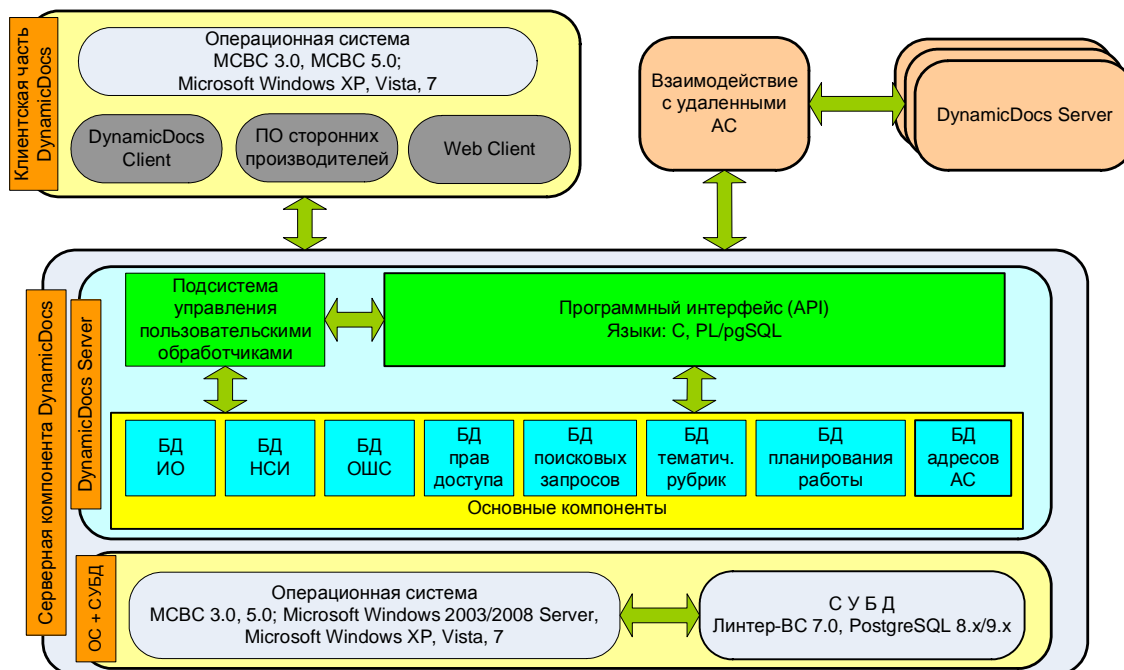 Клиентская часть
DynamicDocs
Операционная система
МСВС 3.0, МСВС 5.0;
Microsoft Windows XP, Vista, 7
DynamicDocs
Client
ПО сторонних
производителей
Web Client
Взаимодействие
с удаленными
АС
DynamicDocs Server
Серверная компонента DynamicDocs
DynamicDocs Server
Подсистема
управления
пользовательскими
обработчиками
Программный интерфейс (API)
Языки: C, PL/pgSQL
БД
ИО
БД
НСИ
БД
ОШС
БД
прав
доступа
БД
поисковых
запросов
БД
тематич.
рубрик
БД
планирования
работы
БД
адресов
АС
Основные компоненты
ОС + СУБД
Операционная система
МСВС 3.0, 5.0; Microsoft Windows 2003/2008 Server,
Microsoft Windows XP, Vista, 7
С У Б Д
Линтер-ВС 7.0, PostgreSQL 8.x/9.x